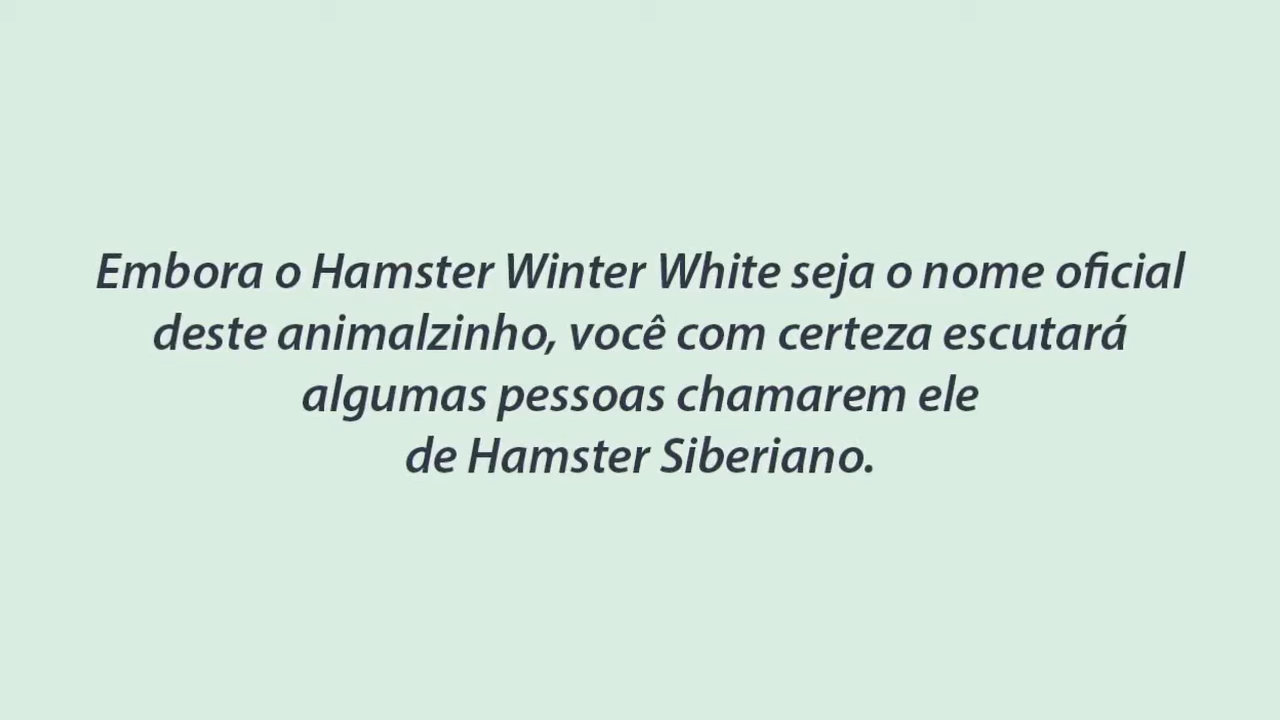 Embora o Hamster Winter White seja o nome oficial
deste animalzinho, você com certeza escutará
algumas pessoas chamarem ele
de Hamster Siberiano.